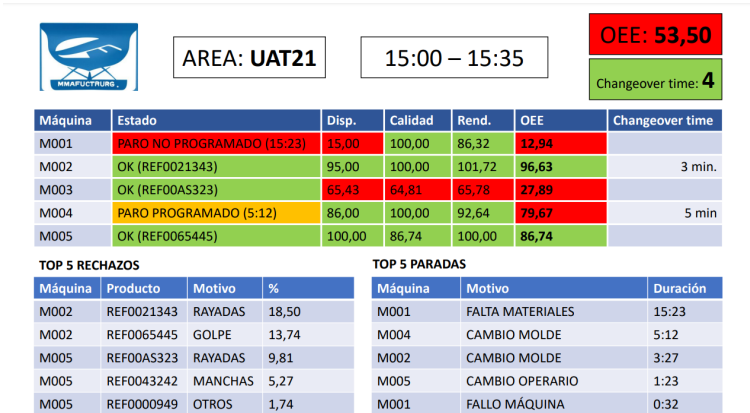 MMAFUCTRURG.
AREA: UAT21
15:00 – 15:35
OEE: 53,50
Changeover time: 4
Máquina Estado Disp. Calidad Rend. OEE Changeover time
M001 PARO NO PROGRAMADO (15:23) 15,00 100,00 86,32 12,94
M002 OK (REF0021343) 95,00 100,00 101,72 96,63 3 min.
M003 OK (REF00AS323) 65,43 64,81 65,78 27,89
M004 PARO PROGRAMADO (5:12) 86,00 100,00 92,64 79,67 5 min
M005 OK (REF0065445) 100,00 86,74 100,00 86,74
TOP 5 RECHAZOS
Máquina Producto Motivo %
M002 REF0021343 RAYADAS 18,50
M002 REF0065445 GOLPE 13,74
M005 REF00AS323 RAYADAS 9,81
M005 REF0043242 MANCHAS 5,27
M005 REF0000949 OTROS 1,74
TOP 5 PARADAS
Máquina Motivo Duración
M001 FALTA MATERIALES 15:23
M004 CAMBIO MOLDE 5:12
M002 CAMBIO MOLDE 3:27
M005 CAMBIO OPERARIO 1:23
M001 FALLO MÁQUINA 0:32